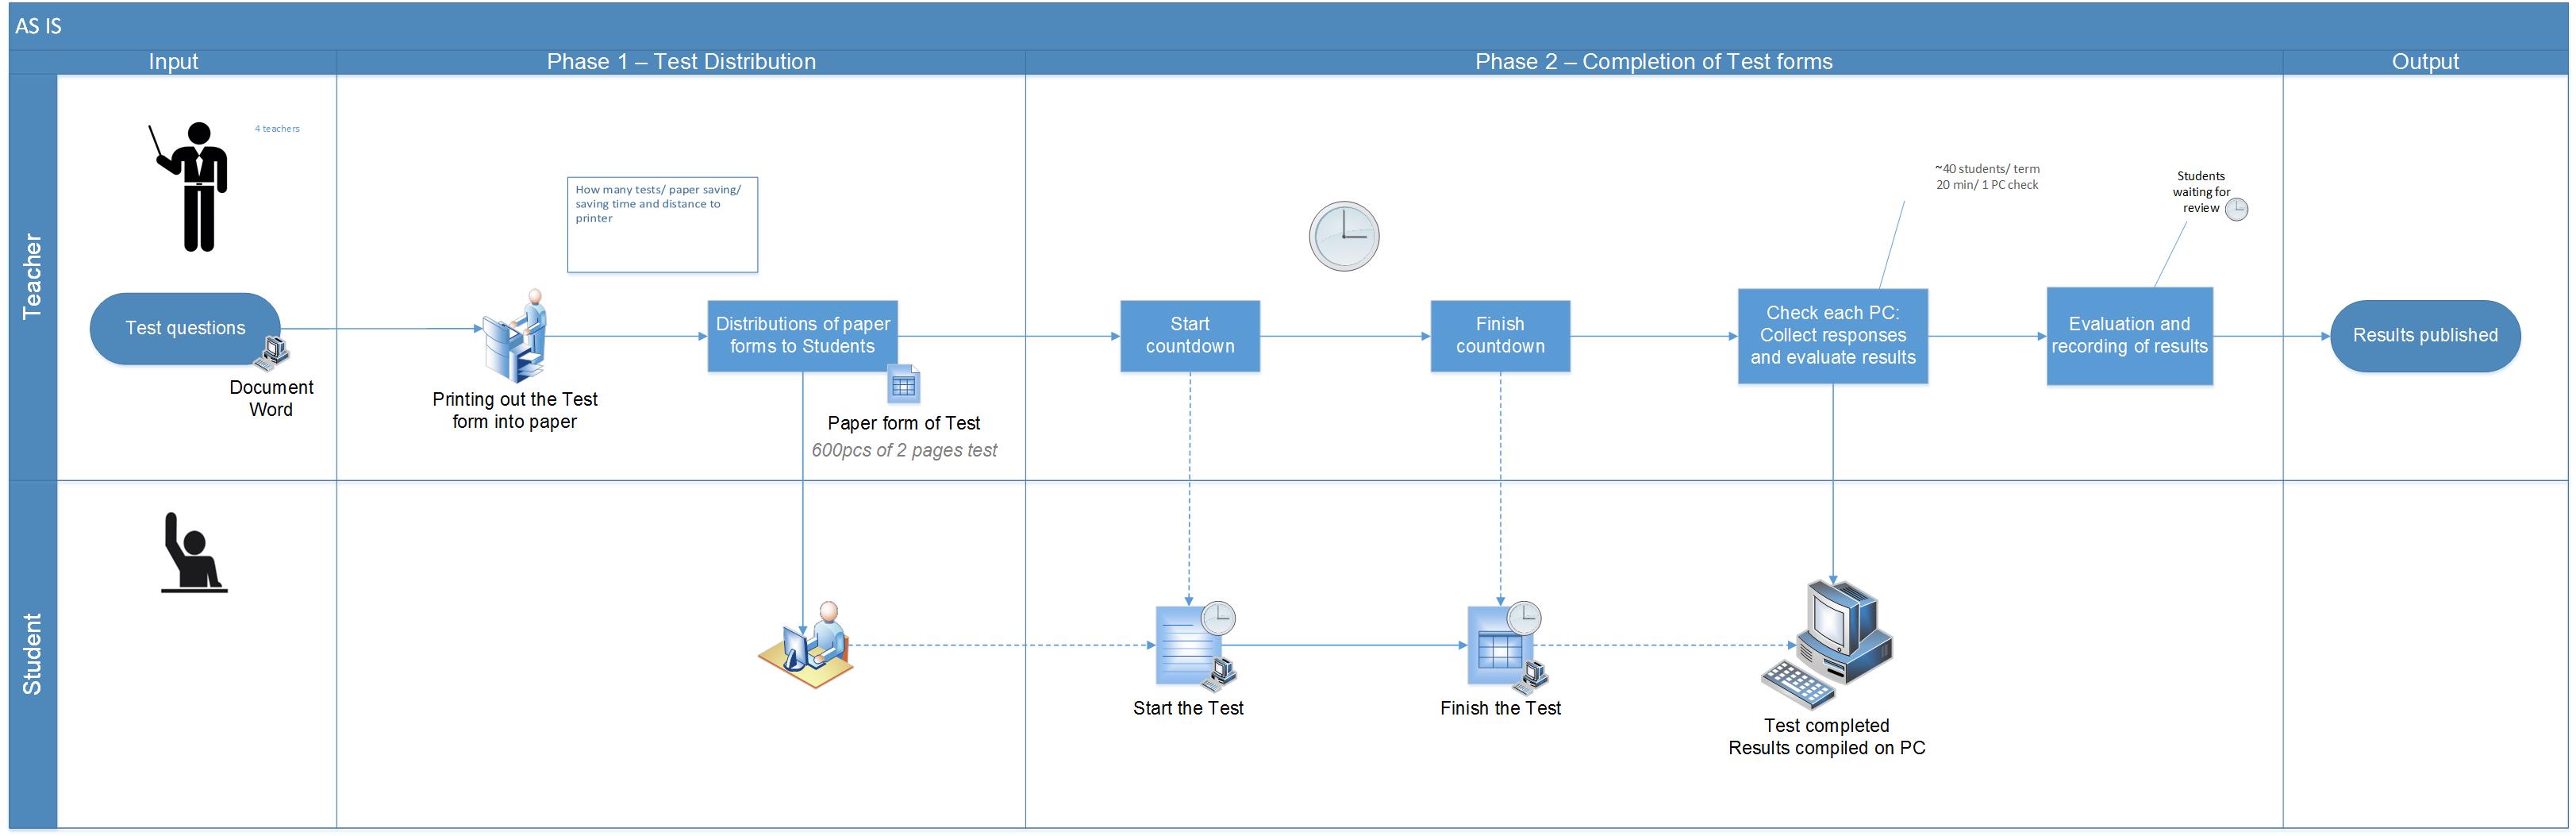 AS IS
Input
Phase 1 – Test Distribution
Phase 2 – Completion of Test forms
Output
Teacher
4 teachers
Test questions
Document
Word
How many tests/ paper saving/
saving time and distance to
printer
Printing out the Test
form into paper
Distributions of paper
forms to Students
Paper form of Test
600pcs of 2 pages test
Start
countdown
Finish
countdown
~40 students/ term
20 min/ 1 PC check
Check each PC:
Collect responses
and evaluate results
Students
waiting for
review
Evaluation and
recording of results
Results published
Student
Start the Test
Finish the Test
Test completed
Results compiled on PC